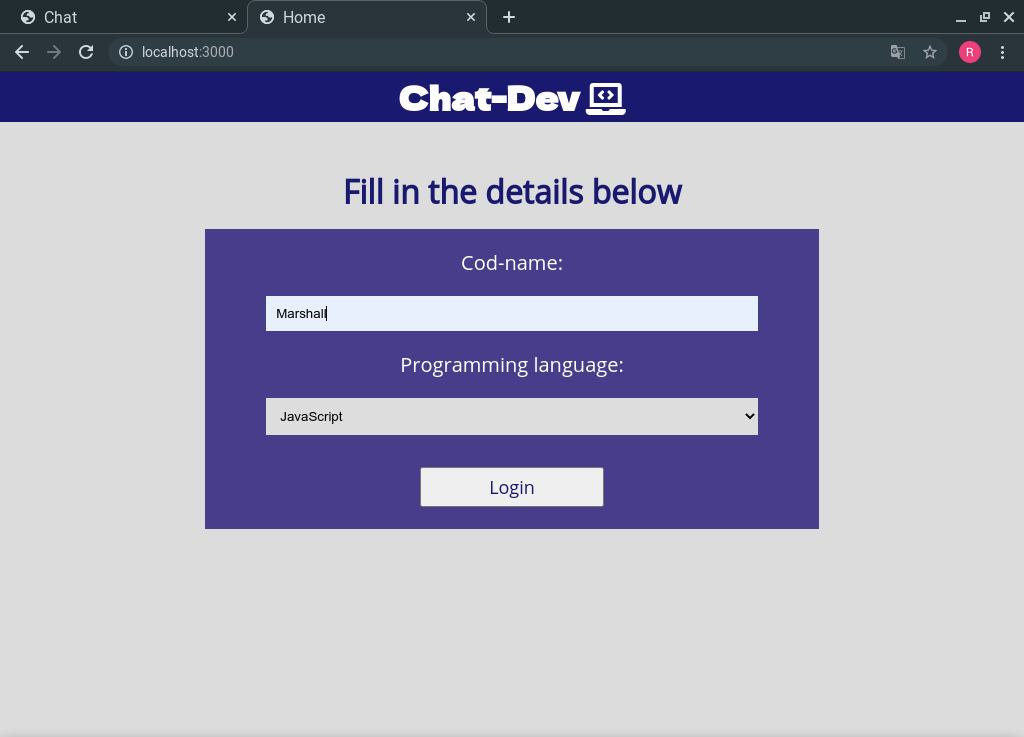 Chat
Home
localhost:3000
R
Chat-Dev
Fill in the details below
Cod-name:
Marshall
Programming language:
JavaScript
Login